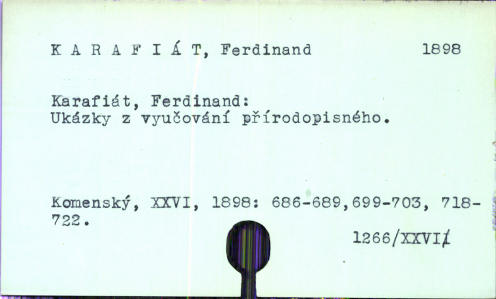 K A R A F I Á T, Ferdinand 1898
Karafiát, Ferdinand:
Ukázky z vyučování přírodopisného.
Komenský, XXVI, 1898: 686-689,699-703, 718-
722.
1266/XXVI